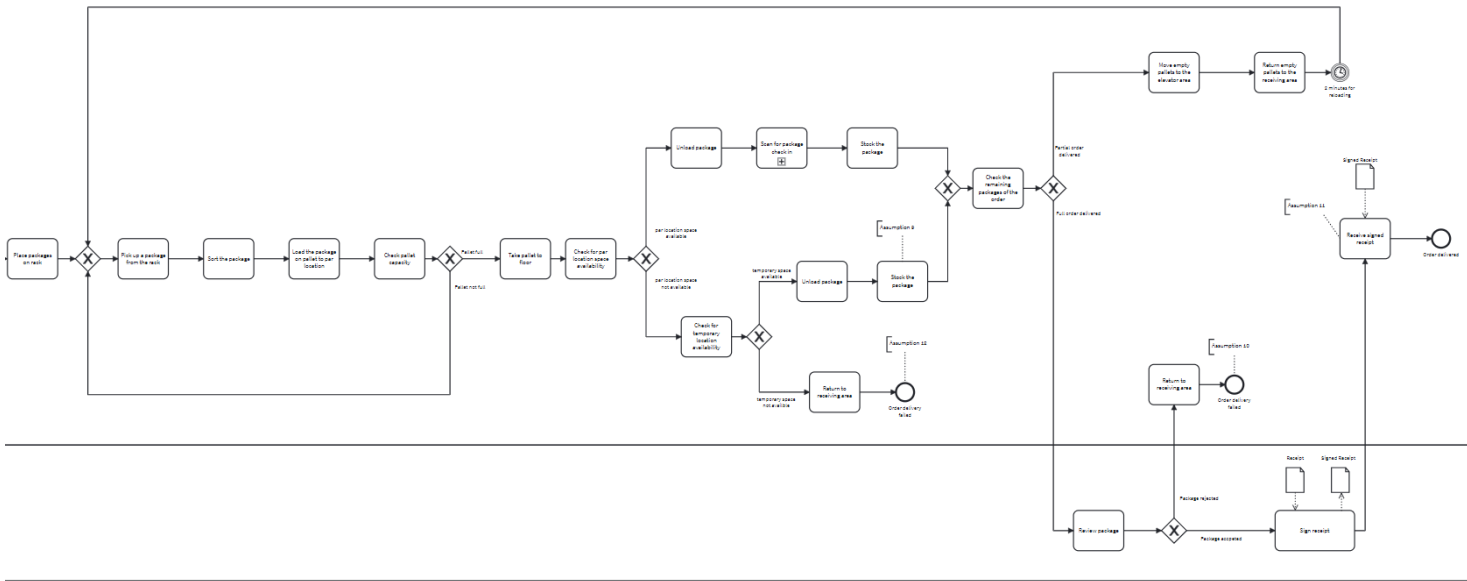 Place packages
on rack
Pick up a package
from the rack
Sort the package
Load the package
on pallet to par
location
Check pallet
capacity
Pallet full
Pallet not full
Take pallet to
floor
Check for par
location space
availability
par location space
available
par location space
not available
Unload package
Scan for package
check in
Stock the
package
Check for
temporary
location
availability
temporary space
available
temporary space
not available
Unload package
Stock the
package
Return to
receiving area
Order delivery
failed
Check the
remaining
packages of the
order
Partial order
delivered
Full order delivered
Move empty
pallets to the
elevator area
Return empty
pallets to the
receiving area
2 minutes for
reloading
Signed Receipt
Assumption 11
Receive signed
receipt
Order delivered
Assumption 10
Return to
receiving area
Order delivery
failed
Package rejected
Review package
Package accpeted
Receipt
Signed Receipt
Sign receipt